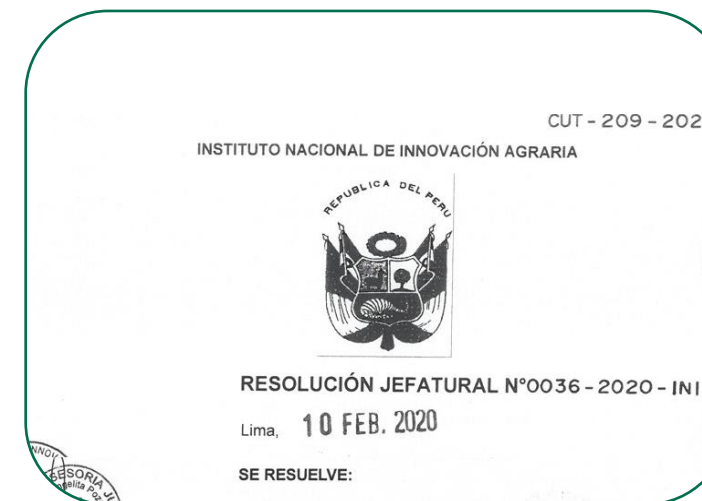 CUT - 209 - 202
INSTITUTO NACIONAL DE INNOVACIÓN AGRARIA
REPUBLICA DEL PERU
RESOLUCIÓN JEFATURAL N°0036-2020-INI
Lima, 10 FEB. 2020
SE RESUELVE:
INNOV